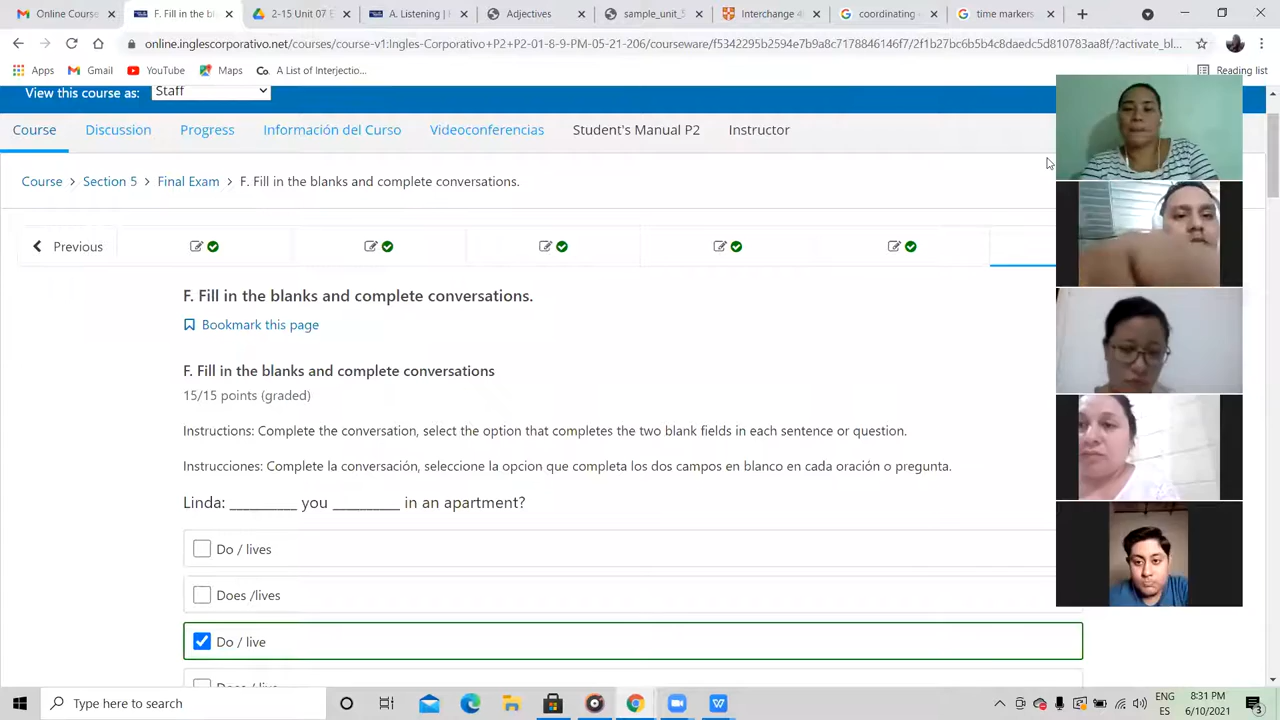 Online Course
F. Fill in the bl
2-15 Unit 07 E
A. Listening |
Adjectives
sample_unit_5
Interchange 4
coordinating
time markers
online.inglescorporativo.net/courses/course-v1:Ingles-Corporativo+P2+P2-M-8-9-PM-05-21-206/courseware/f5342295b2594e7b9a8c7178846146f7/2f1b27bc6b5b4c8daedc5d810783aa8f/?activate_bl...
Apps
Gmail
YouTube
Maps
Co.
A List of Interjectio...
Reading list
View this course as:
Staff
Course
Discussion
Progress
Información del Curso
Videoconferencias
Student's Manual P2
Instructor
Course > Section 5 > Final Exam > F. Fill in the blanks and complete conversations.
Previous
F. Fill in the blanks and complete conversations.
Bookmark this page
F. Fill in the blanks and complete conversations
15/15 points (graded)
Instructions: Complete the conversation, select the option that completes the two blank fields in each sentence or question.
Instrucciones: Complete la conversación, seleccione la opcion que completa los dos campos en blanco en cada oración o pregunta.
Linda: __________ you __________ in an apartment?
Do / lives
Does /lives
Do / live
Does / live
Type here to search
ENG
ES
8:31 PM
6/10/2021
3